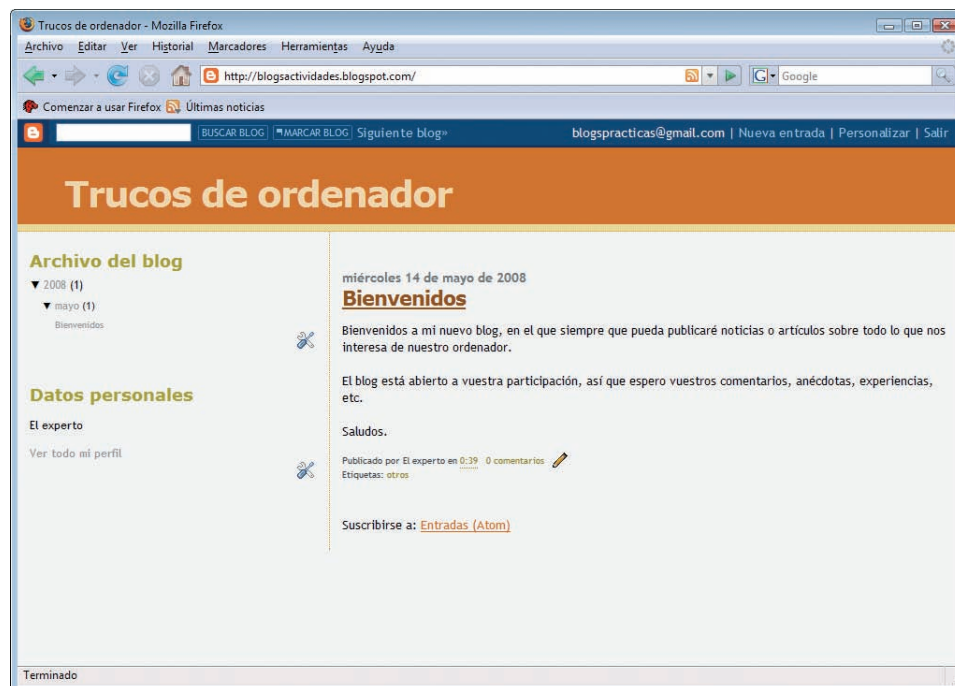 Trucos de ordenador - Mozilla Firefox
Archivo Editar Ver Historial Marcadores Herramientas Ayuda
http://blogsactividades.blogspot.com/ G Google
Comenzar a usar Firefox Últimas noticias
BUSCAR BLOG MARCAR BLOG Siguiente blog» blogspracticas@gmail.com | Nueva entrada | Personalizar | Salir
Trucos de ordenador
Archivo del blog
▼ 2008 (1)
▼ mayo (1)
Bienvenidos
Datos personales
El experto
Ver todo mi perfil
miércoles 14 de mayo de 2008
Bienvenidos
Bienvenidos a mi nuevo blog, en el que siempre que pueda publicaré noticias o artículos sobre todo lo que nos
interesa de nuestro ordenador.
El blog está abierto a vuestra participación, así que espero vuestros comentarios, anécdotas, experiencias,
etc.
Saludos.
Publicado por El experto en 0:39 0 comentarios
Etiquetas: otros
Suscribirse a: Entradas (Atom)
Terminado